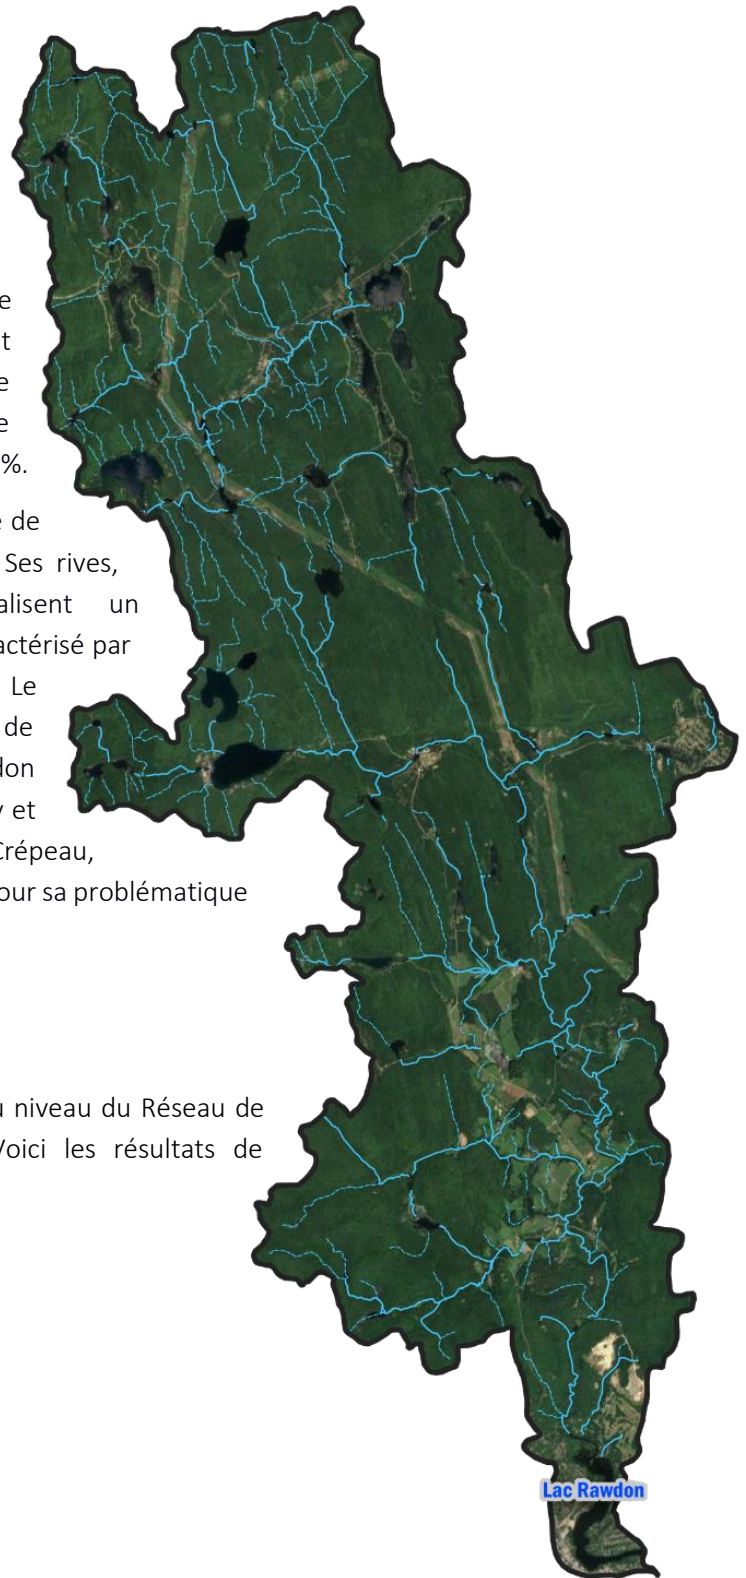 e
t
e
e
%.
de
Ses rives,
alisent un
actérisé par
Le
de
don
y et
Crépeau,
our sa problématique
u niveau du Réseau de
Voici les résultats de
Lac Rawdon